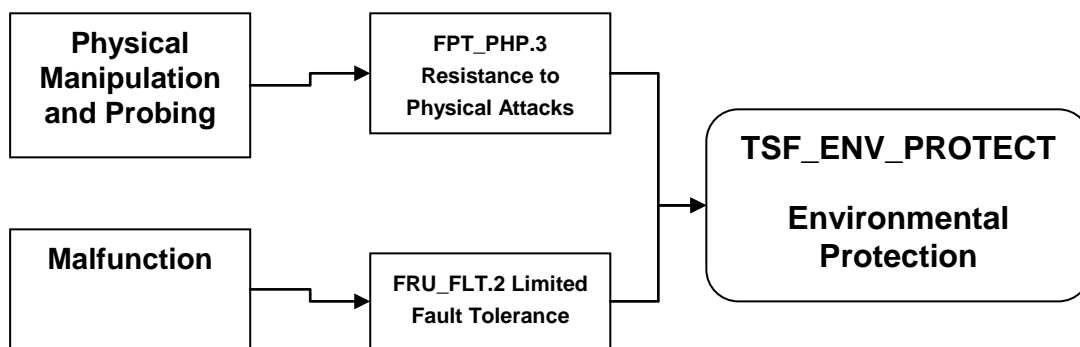 Physical
Manipulation
and Probing
FPT_PHP.3
Resistance to
Physical Attacks
TSF_ENV_PROTECT
Environmental
Protection
Malfunction
FRU_FLT.2 Limited
Fault Tolerance